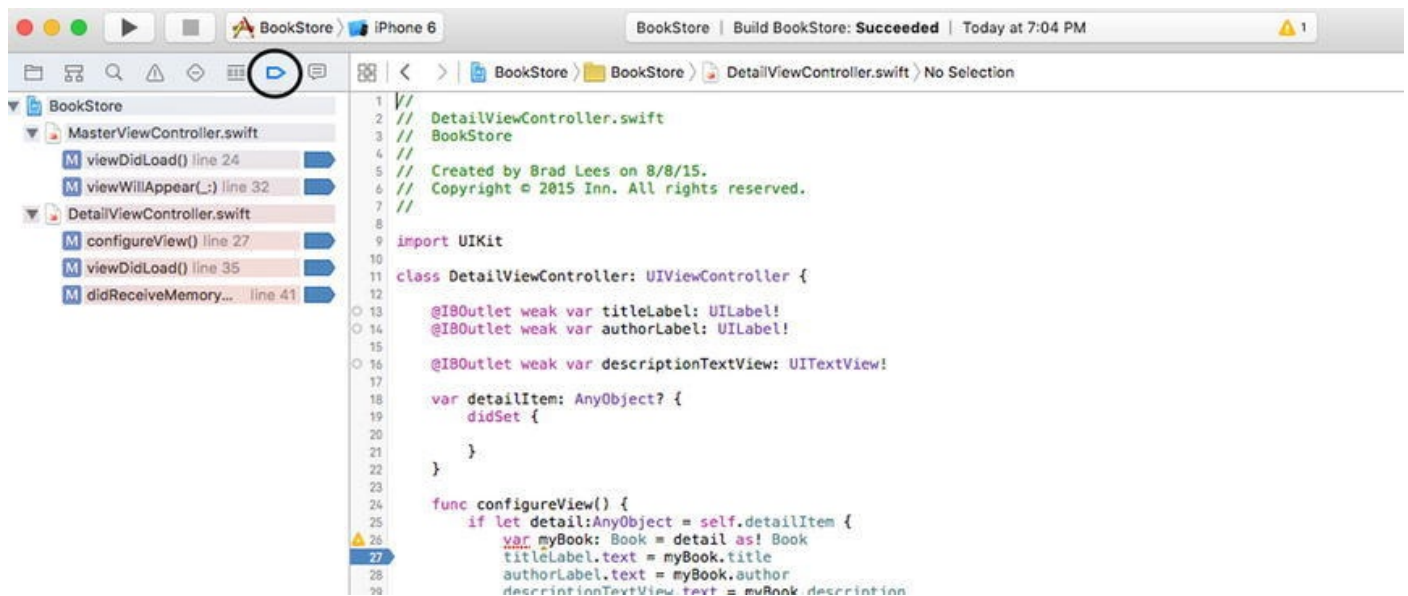 BookStore iPhone 6 BookStore | Build BookStore: Succeeded | Today at 7:04 PM 1
BookStore BookStore DetailViewController.swift No Selection
BookStore
MasterViewController.swift
M viewDidLoad() line 24
M viewWillAppear(_:) line 32
DetailViewController.swift
M configureView() line 27
M viewDidLoad() line 35
M didReceiveMemory... line 41
1 //
2 // DetailViewController.swift
3 // BookStore
4 //
5 // Created by Brad Lees on 8/8/15.
6 // Copyright © 2015 Inn. All rights reserved.
7 //
8
9 import UIKit
10
11 class DetailViewController: UIViewController {
12
13 @IBOutlet weak var titleLabel: UILabel!
14 @IBOutlet weak var authorLabel: UILabel!
15
16 @IBOutlet weak var descriptionTextView: UITextView!
17
18 var detailItem: AnyObject? {
19 didSet {
20
21 }
22 }
23
24 func configureView() {
25 if let detail:AnyObject = self.detailItem {
26 var myBook: Book = detail as! Book
27 titleLabel.text = myBook.title
28 authorLabel.text = myBook.author
29 descriptionTextView.text = myBook.description